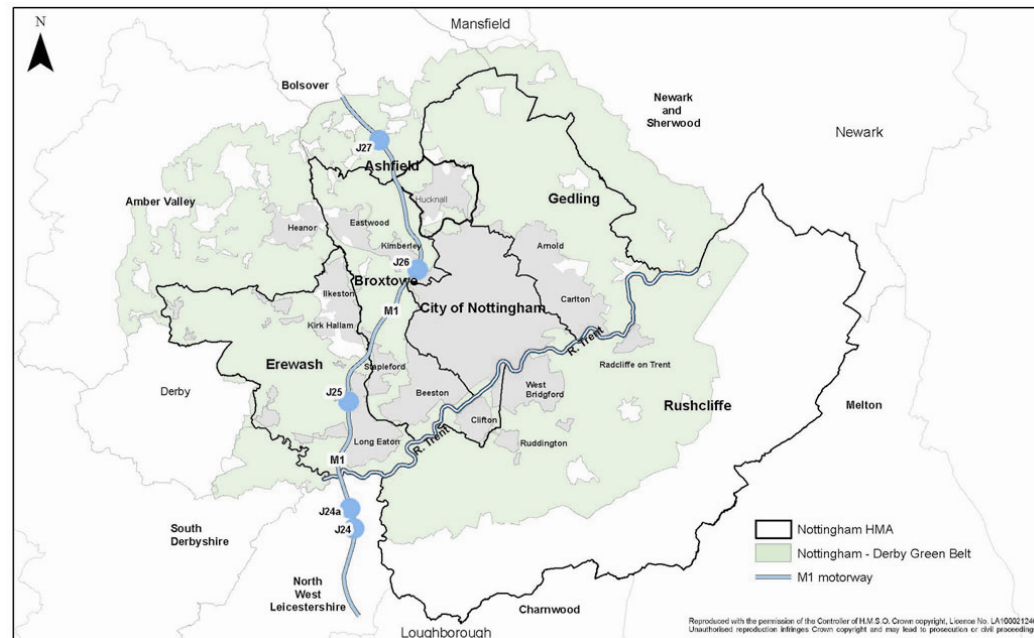 N
Mansfield
Bolsover
Newark
and
Sherwood
Newark
J27
Ashfield
Amber Valley
Hucknall
Gedling
Heanor
Eastwood
Arnold
Kimberley
J26
Broxtowe
Ilkeston
City of Nottingham
Carlton
M1
Kirk Hallam
R. Trent
Erewash
Stapleford
Radcliffe on Trent
Derby
West
Bridgford
J25
Beeston
Rushcliffe
Melton
Clifton
Long Eaton
R. Trent
Ruddington
M1
J24a
J24
South
Derbyshire
Nottingham HMA
Nottingham - Derby Green Belt
M1 motorway
North
West
Leicestershire
Charnwood
Loughborough
Reproduced with the permission of the Controller of H.M.S.O. Crown copyright, Licence No. LA1000212
Unauthorised reproduction infringes Crown copyright and may lead to prosecution or civil proceeding